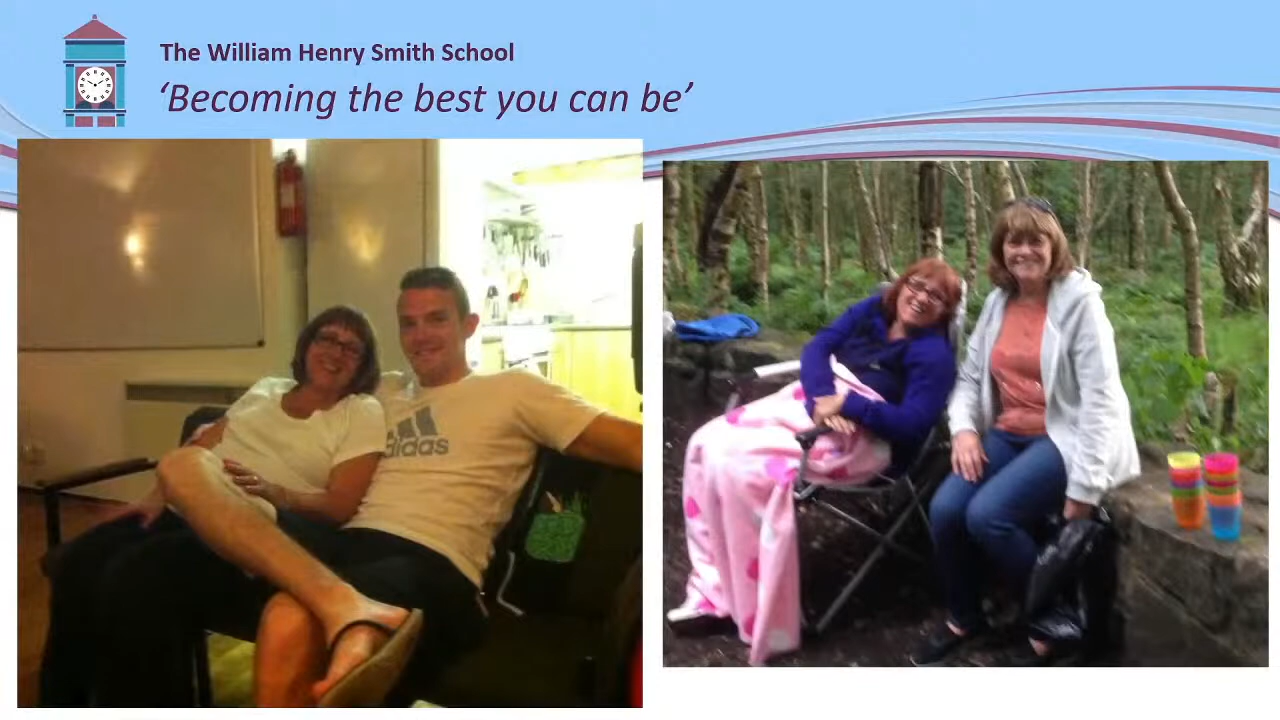 The William Henry Smith School
‘Becoming the best you can be’
adidas